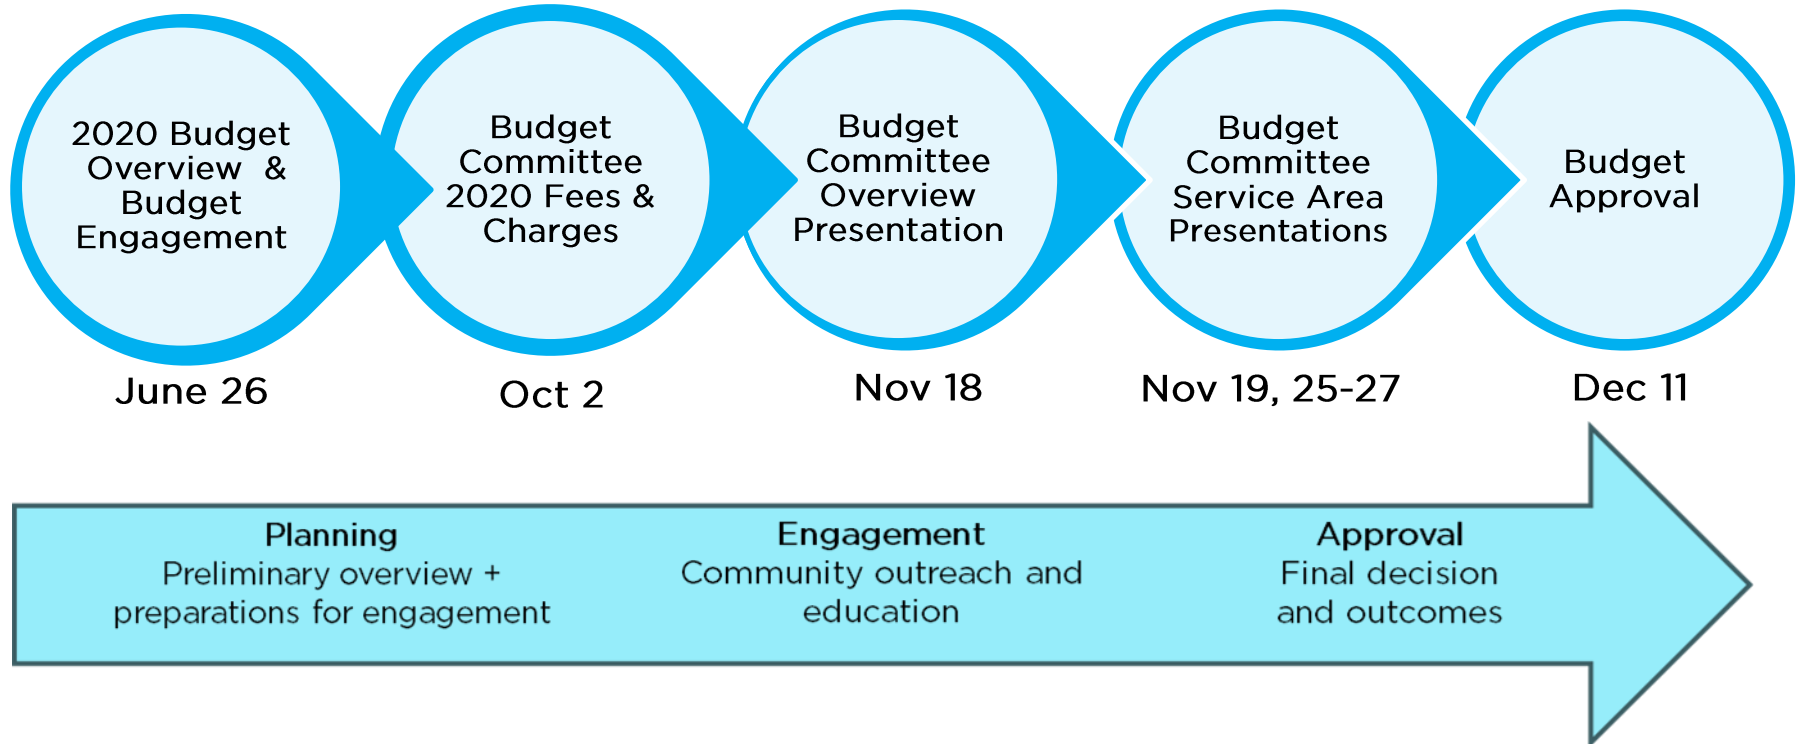 2020 Budget
Overview &
Budget
Engagement
June 26
Budget
Committee
2020 Fees &
Charges
Oct 2
Budget
Committee
Overview
Presentation
Nov 18
Budget
Committee
Service Area
Presentations
Nov 19, 25-27
Budget
Approval
Dec 11
Planning
Preliminary overview +
preparations for engagement
Engagement
Community outreach and
education
Approval
Final decision
and outcomes